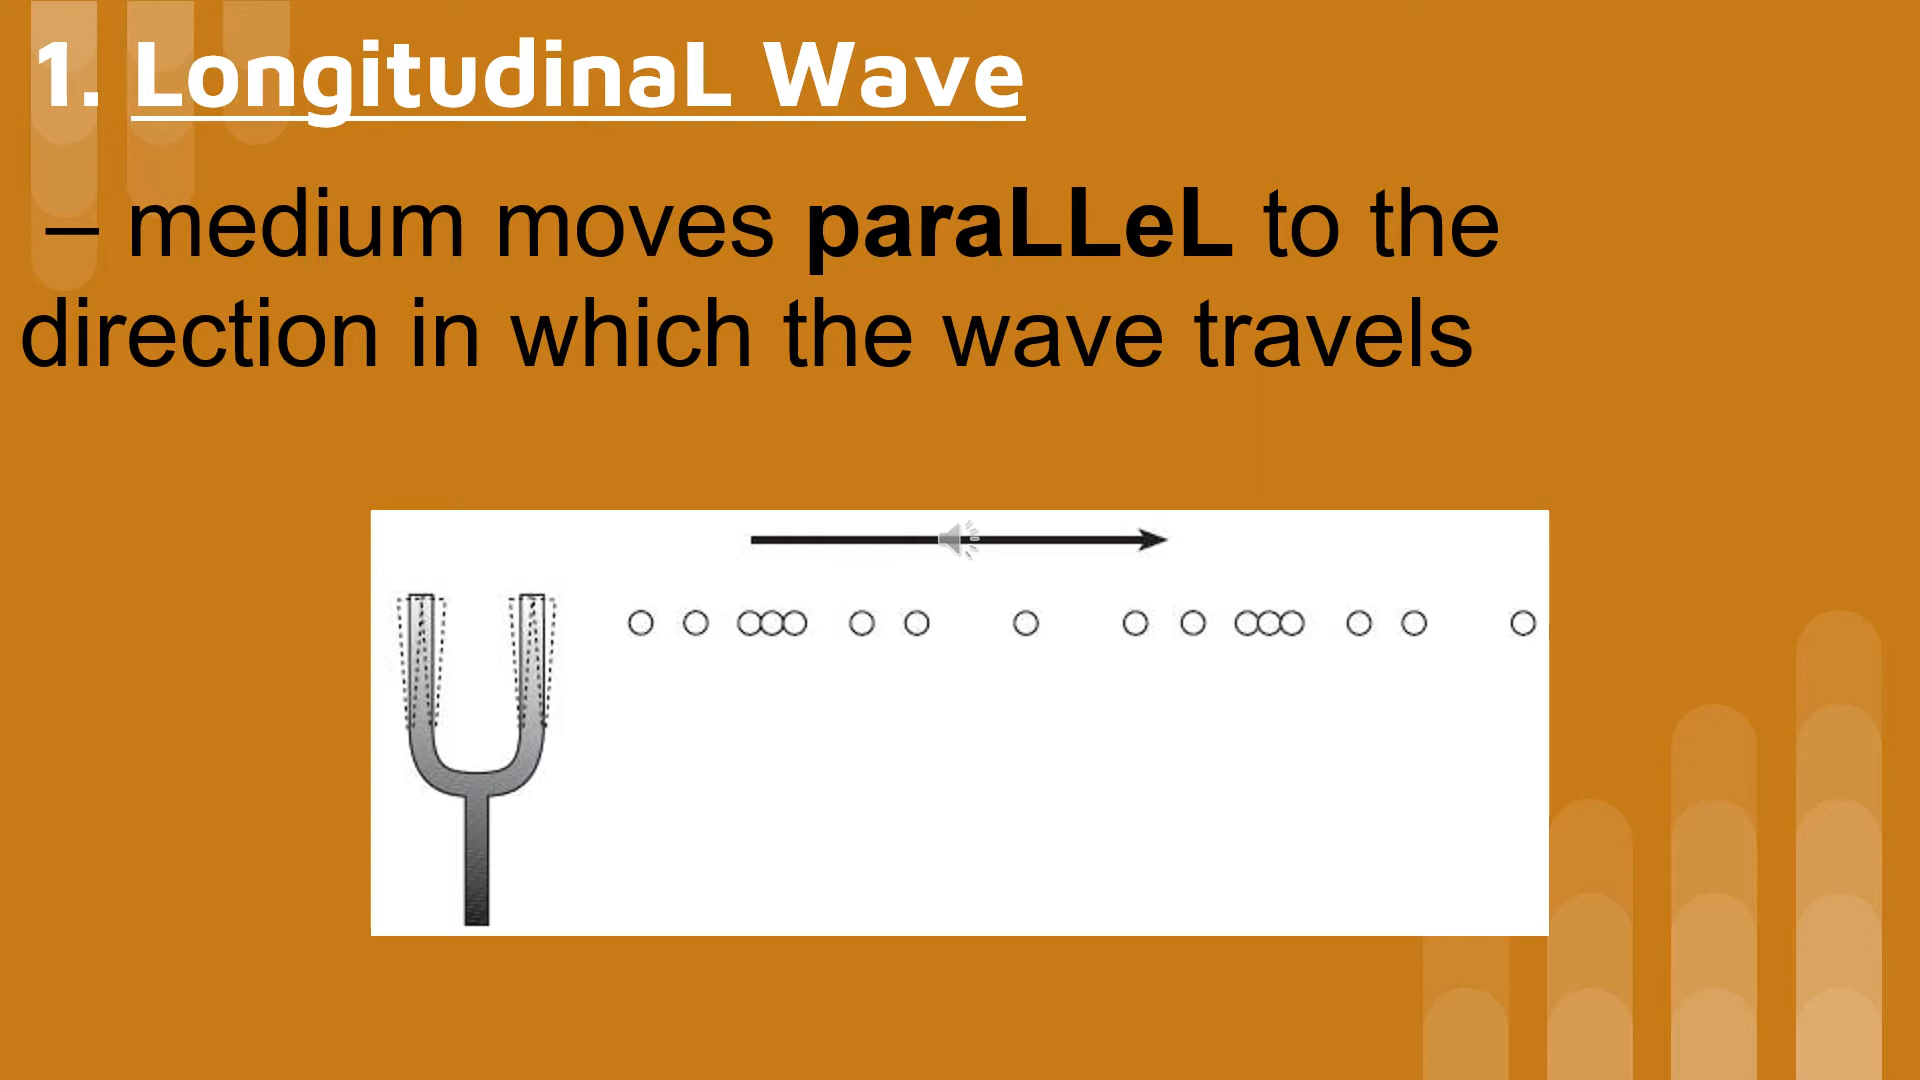 1. LongitudinaL Wave
– medium moves paraLLeL to the
direction in which the wave travels